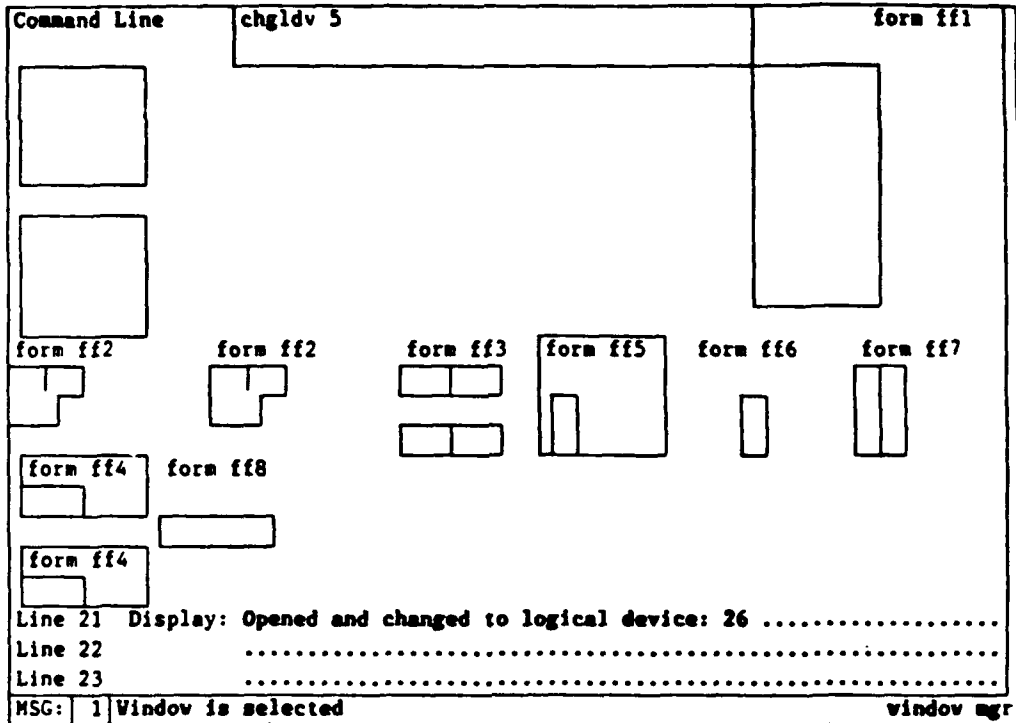 Command Line chgldv 5 form ff1
form ff2 form ff2 form ff3 form ff5 form ff6 form ff7
form ff4 form ff8
form ff4
Line 21 Display: Opened and changed to logical device: 26 ...................
Line 22 ............................................................
Line 23 ............................................................
MSG: 1 Window is selected window mgr